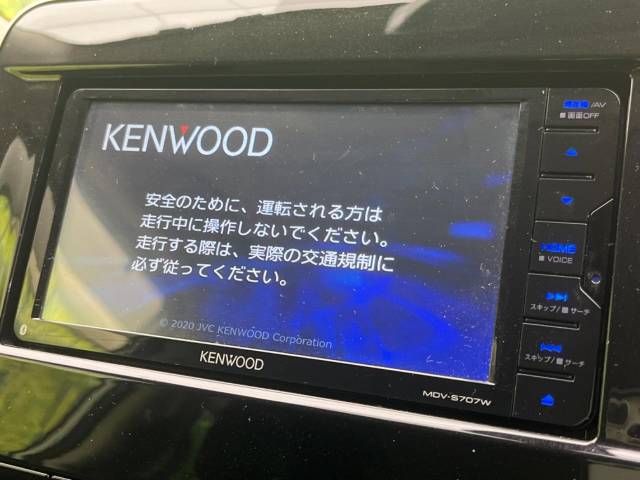 KENWOOD
安全のために、運転される方は
走行中に操作しないでください。
走行する際は、実際の交通規制に
必ず従ってください。
© 2020 JVC KENWOOD Corporation
KENWOOD
MDV-S707W
/AV
■ 画面OFF
■ VOICE
スキップ/■ サーチ
スキップ/■ サーチ